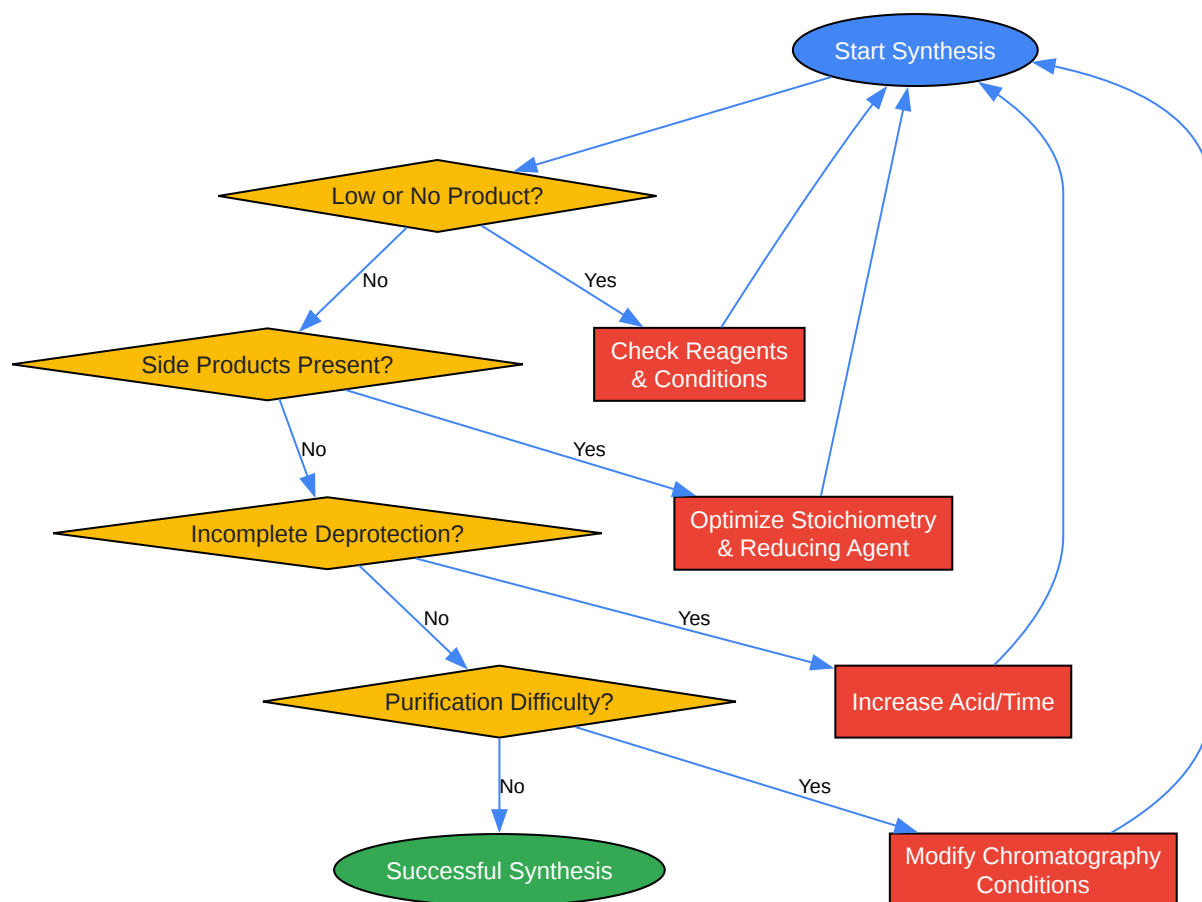 Start Synthesis
Low or No Product?
No
Yes
Side Products Present?
Check Reagents
& Conditions
No
Yes
Incomplete Deprotection?
Optimize Stoichiometry
& Reducing Agent
No
Yes
Purification Difficulty?
Increase Acid/Time
No
Yes
Successful Synthesis
Modify Chromatography
Conditions